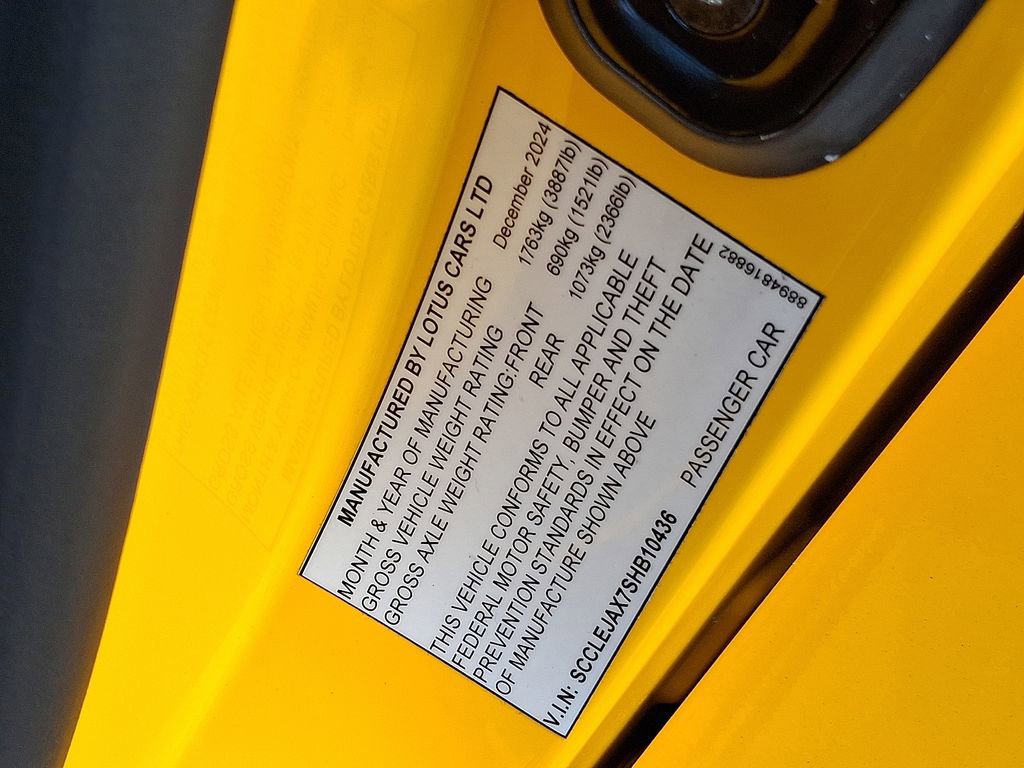 MANUFACTURED BY LOTUS CARS LTD
MONTH & YEAR OF MANUFACTURING December 2024
GROSS VEHICLE WEIGHT RATING 1763kg (3887lb)
GROSS AXLE WEIGHT RATING:FRONT 690kg (1521lb)
REAR 1073kg (2366lb)
THIS VEHICLE CONFORMS TO ALL APPLICABLE
FEDERAL MOTOR SAFETY, BUMPER AND THEFT
PREVENTION STANDARDS IN EFFECT ON THE DATE
OF MANUFACTURE SHOWN ABOVE
8894816882
V.I.N: SCCLEJAX7SHB10436 PASSENGER CAR